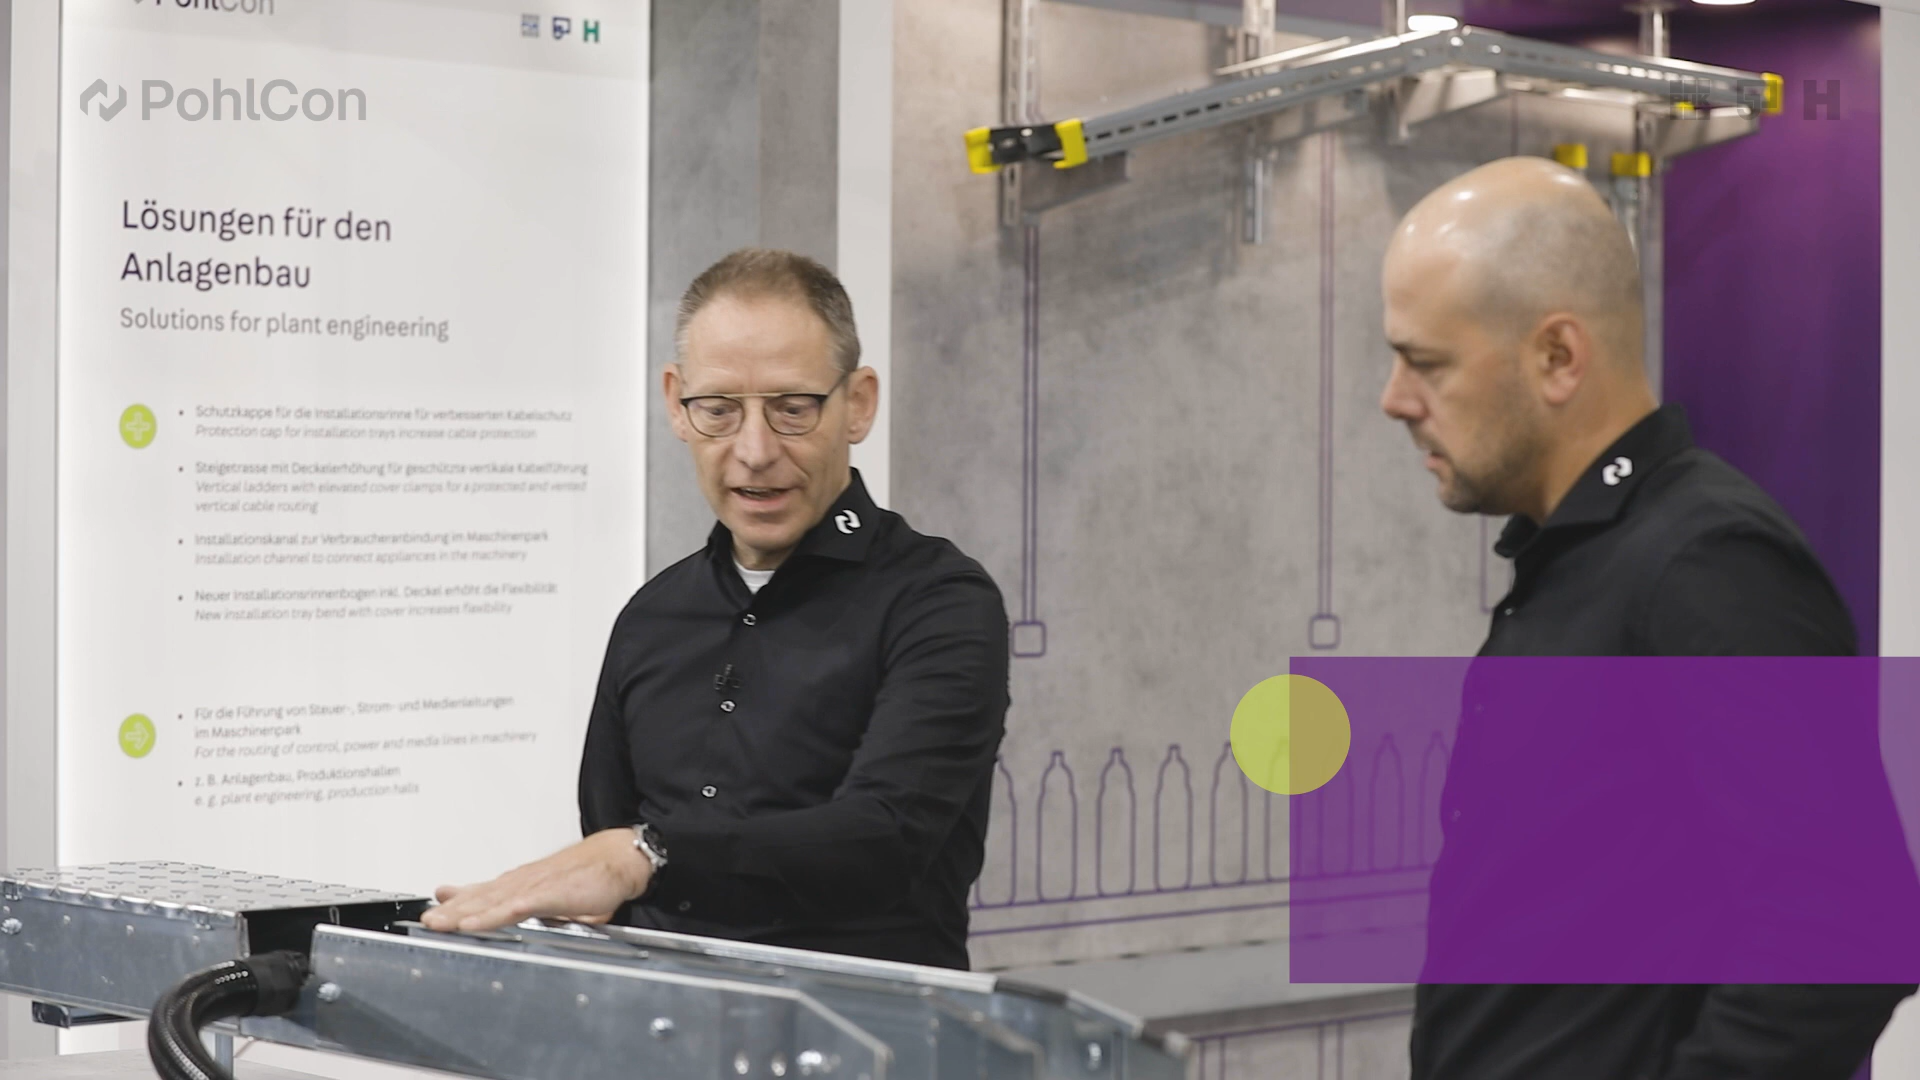 PohlCon
PohlCon
H
H
Lösungen für den
Anlagenbau
Solutions for plant engineering
Schutzkappe für die Installationsrinne für verbesserten Kabelschutz
Protection cap for installation trays increase cable protection
Steigetrasse mit Deckelerhöhung für geschützte vertikale Kabelführung
Vertical ladders with elevated cover clamps for a protected and vented
vertical cable routing
Installationskanal zur Verbraucheranbindung im Maschinenpark
Installation channel to connect appliances in the machinery
Neuer Installationsrinnenbogen inkl. Deckel erhöht die Flexibilität
New installation tray bend with cover increases flexibility
Für die Führung von Steuer-, Strom- und Medienleitungen
im Maschinenpark
For the routing of control, power and media lines in machinery
z. B. Anlagenbau, Produktionshallen
e. g. plant engineering, production halls